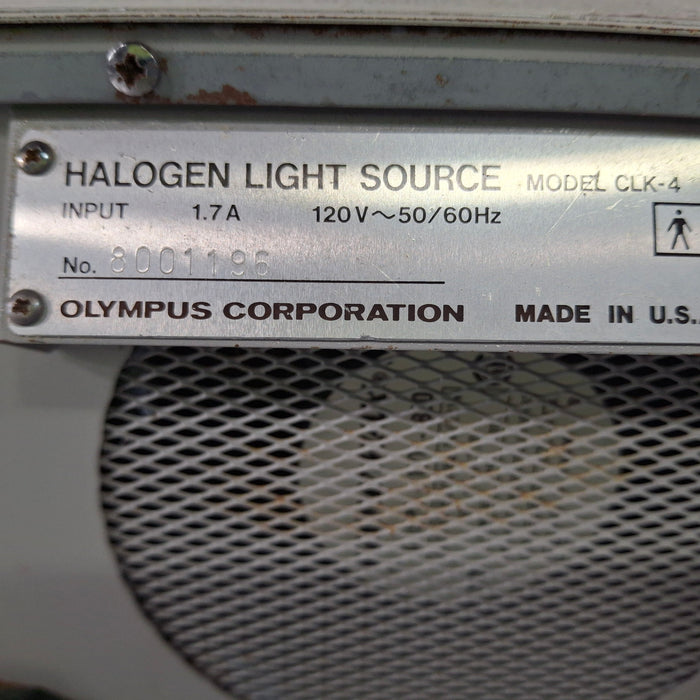 HALOGEN LIGHT SOURCE MODEL CLK-4
INPUT 1.7A 120V～50/60Hz
No. 8001196
OLYMPUS CORPORATION MADE IN U.S.